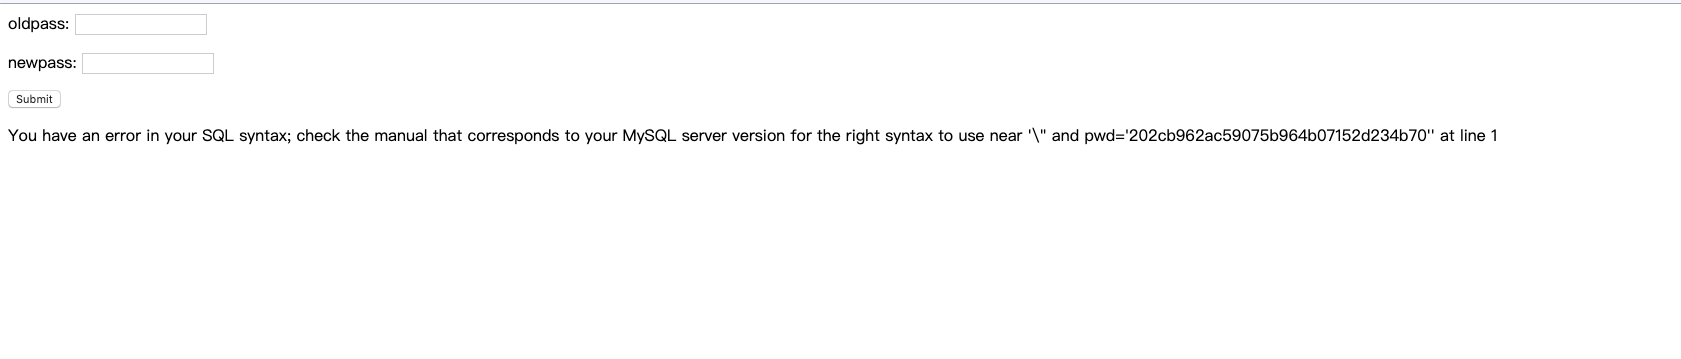 oldpass:
newpass:
Submit
You have an error in your SQL syntax; check the manual that corresponds to your MySQL server version for the right syntax to use near '\" and pwd='202cb962ac59075b964b07152d234b70'' at line 1